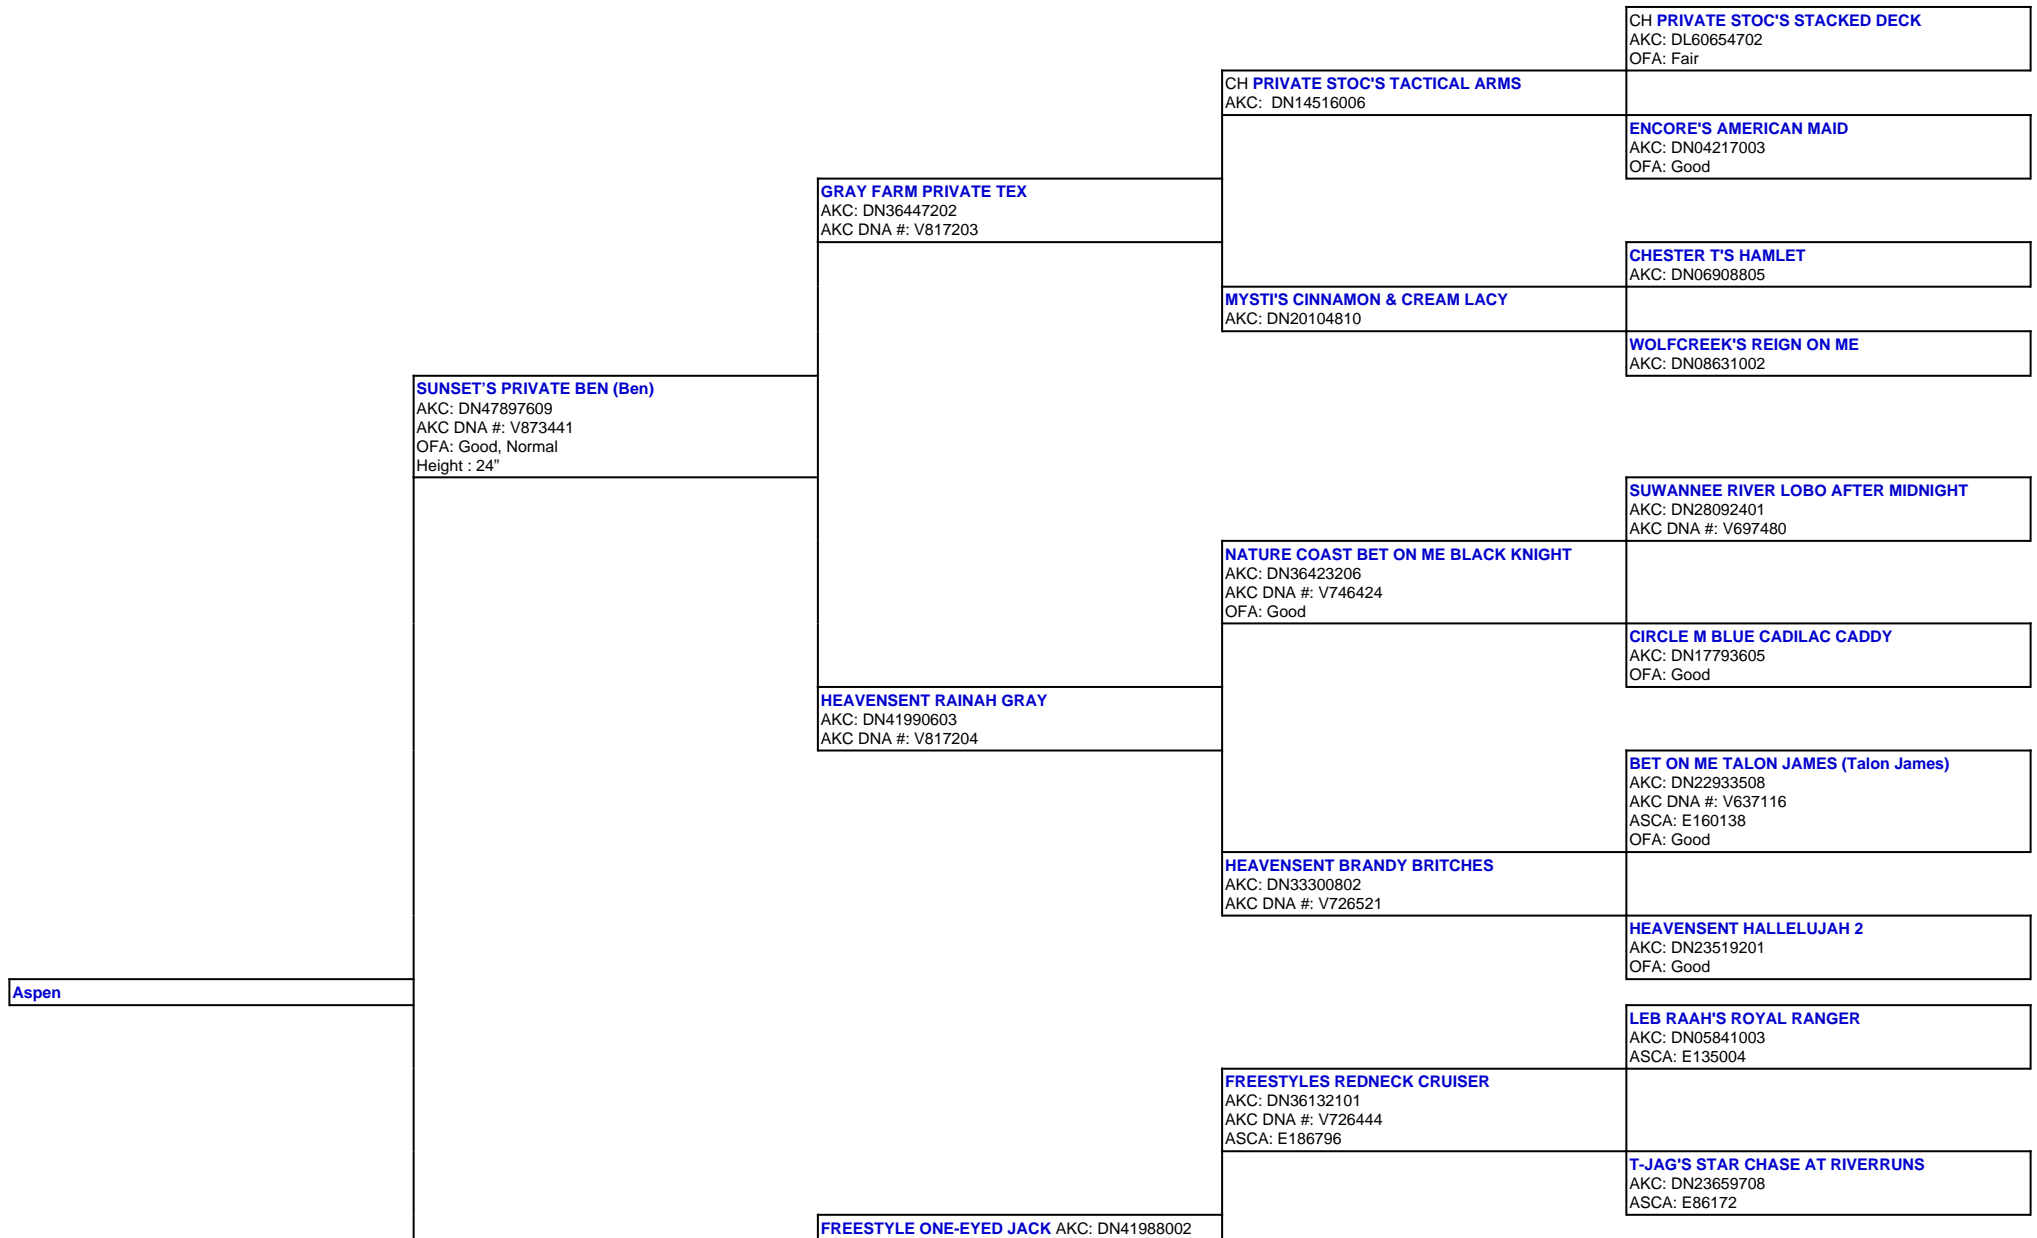 CH PRIVATE STOC'S STACKED DECK
AKC: DL60654702
OFA: Fair
CH PRIVATE STOC'S TACTICAL ARMS
AKC:  DN14516006
ENCORE'S AMERICAN MAID
AKC: DN04217003
OFA: Good
GRAY FARM PRIVATE TEX
AKC: DN36447202
AKC DNA #: V817203
CHESTER T'S HAMLET
AKC: DN06908805
MYSTI'S CINNAMON & CREAM LACY
AKC: DN20104810
WOLFCREEK'S REIGN ON ME
AKC: DN08631002
SUNSET’S PRIVATE BEN (Ben)
AKC: DN47897609
AKC DNA #: V873441
OFA: Good, Normal
Height : 24”
SUWANNEE RIVER LOBO AFTER MIDNIGHT
AKC: DN28092401
AKC DNA #: V697480
NATURE COAST BET ON ME BLACK KNIGHT
AKC: DN36423206
AKC DNA #: V746424
OFA: Good
CIRCLE M BLUE CADILAC CADDY
AKC: DN17793605
OFA: Good
HEAVENSENT RAINAH GRAY
AKC: DN41990603
AKC DNA #: V817204
BET ON ME TALON JAMES (Talon James)
AKC: DN22933508
AKC DNA #: V637116
ASCA: E160138
OFA: Good
HEAVENSENT BRANDY BRITCHES
AKC: DN33300802
AKC DNA #: V726521
HEAVENSENT HALLELUJAH 2
AKC: DN23519201
OFA: Good
Aspen
LEB RAAH'S ROYAL RANGER
AKC: DN05841003
ASCA: E135004
FREESTYLES REDNECK CRUISER
AKC: DN36132101
AKC DNA #: V726444
ASCA: E186796
T-JAG'S STAR CHASE AT RIVERRUNS
AKC: DN23659708
ASCA: E86172
FREESTYLE ONE-EYED JACK AKC: DN41988002